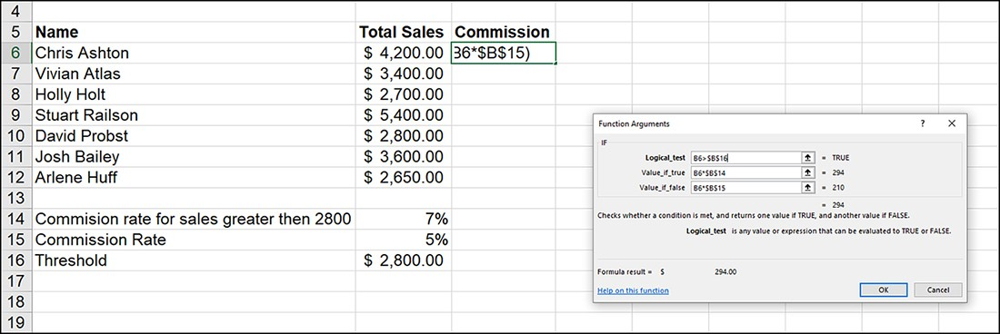 4
5 Name Total Sales Commission
6 Chris Ashton $ 4,200.00 B6*$B$15)
7 Vivian Atlas $ 3,400.00
8 Holly Holt $ 2,700.00
9 Stuart Railson $ 5,400.00
10 David Probst $ 2,800.00
11 Josh Bailey $ 3,600.00
12 Arlene Huff $ 2,650.00
13
14 Commision rate for sales greater then 2800 7%
15 Commission Rate 5%
16 Threshold $ 2,800.00
17
18
19
Function Arguments ? X
IF
Logical_test B6>$B$16 = TRUE
Value_if_true B6*$B$14 = 294
Value_if_false B6*$B$15 = 210
= 294
Checks whether a condition is met, and returns one value if TRUE, and another value if FALSE.
Logical_test is any value or expression that can be evaluated to TRUE or FALSE.
Formula result = $ 294.00
Help on this function OK Cancel